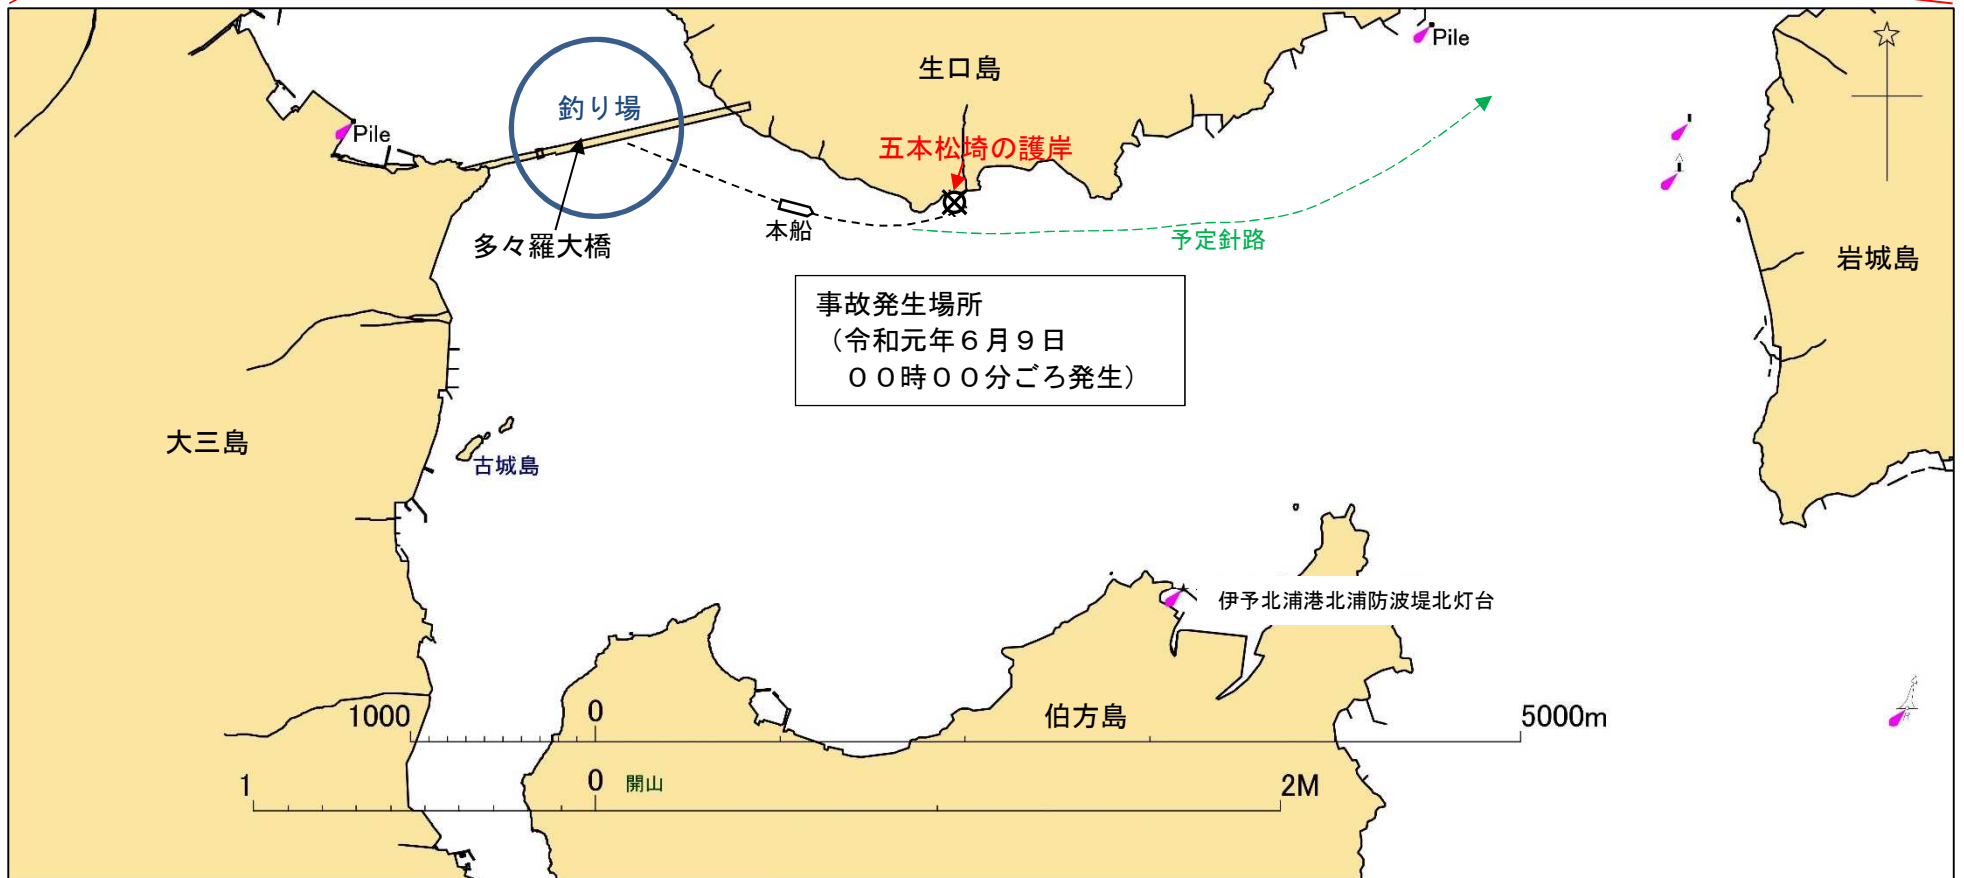 Pile
生口島
釣り場
Pile
五本松埼の護岸
本船
予定針路
多々羅大橋
岩城島
事故発生場所
（令和元年６月９日
００時００分ごろ発生）
大三島
古城島
伊予北浦港北浦防波堤北灯台
伯方島
1000 0 5000m
1 0 2M
開山